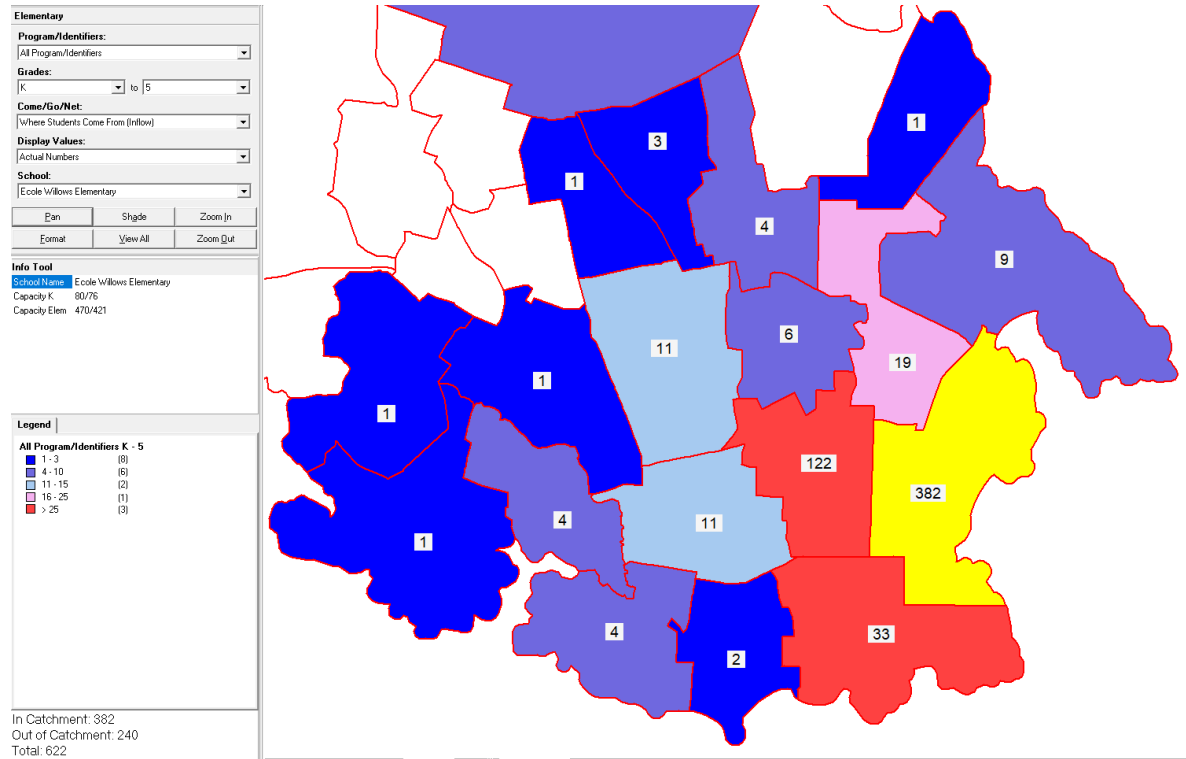 Elementary
Program/Identifiers:
All Program/Identifiers
Grades:
K to 5
Come/Go/Net:
Where Students Come From (Inflow)
Display Values:
Actual Numbers
School:
Ecole Willows Elementary
Pan Shade Zoom In
Format View All Zoom Out
Info Tool
School Name Ecole Willows Elementary
Capacity K 80/76
Capacity Elem 470/421
Legend
All Program/Identifiers K - 5
1 - 3 (8)
4 - 10 (6)
11 - 15 (2)
16 - 25 (1)
> 25 (3)
In Catchment: 382
Out of Catchment: 240
Total: 622
1
3
1
4
9
11
6
19
1
1
122
382
4
11
1
4
33
2